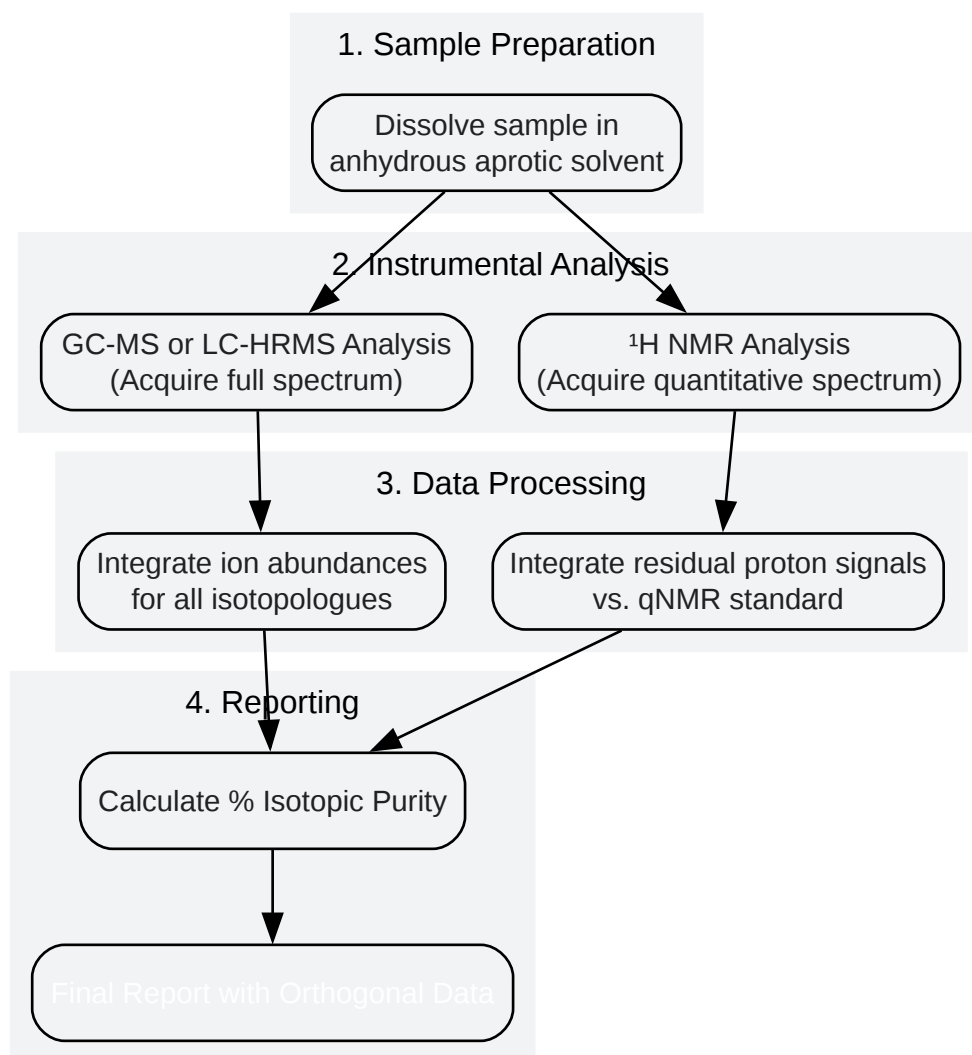 1. Sample Preparation
Dissolve sample in
anhydrous aprotic solvent
2. Instrumental Analysis
GC-MS or LC-HRMS Analysis
(Acquire full spectrum)
¹H NMR Analysis
(Acquire quantitative spectrum)
3. Data Processing
Integrate ion abundances
for all isotopologues
Integrate residual proton signals
vs. qNMR standard
4. Reporting
Calculate % Isotopic Purity
Final Report with Orthogonal Data